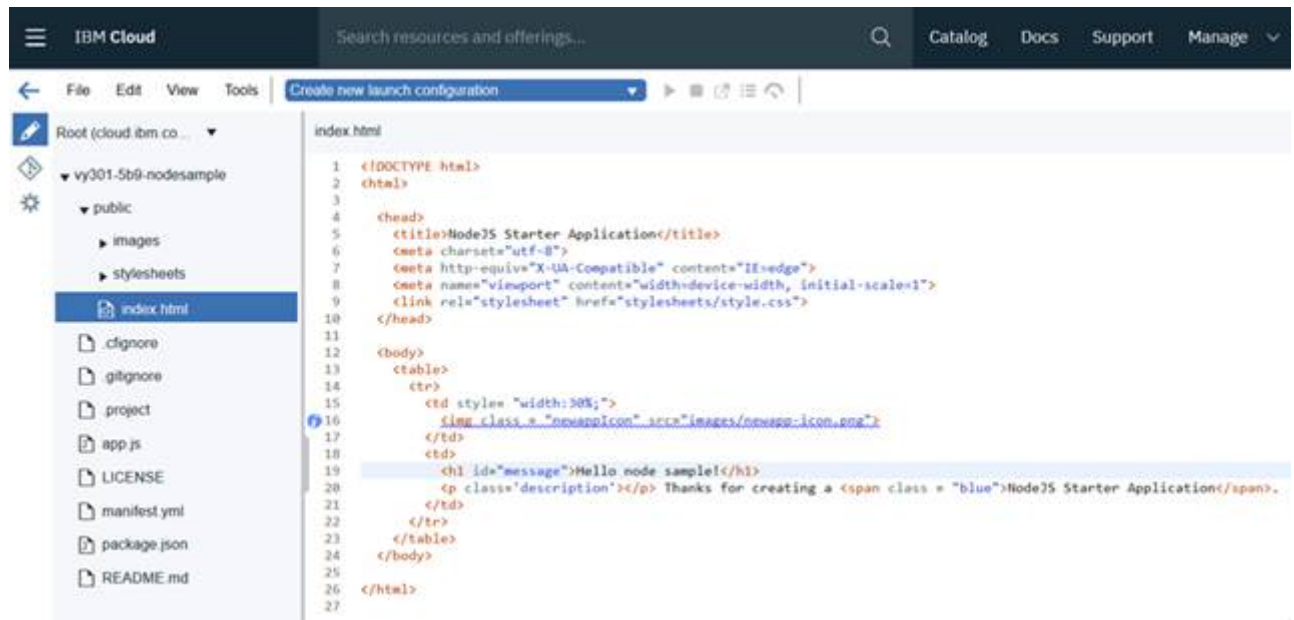 IBM Cloud
Search resources and offerings...
Catalog
Docs
Support
Manage
File
Edit
View
Tools
Create new launch configuration
Root (cloud.ibm.co...
vy301-5b9-nodesample
public
images
stylesheets
index.html
.cfignore
.gitignore
.project
app.js
LICENSE
manifest.yml
package.json
README.md
index.html
1 <!DOCTYPE html>
2 <html>
3
4 <head>
5 <title>NodeJS Starter Application</title>
6 <meta charset="utf-8">
7 <meta http-equiv="X-UA-Compatible" content="IE=edge">
8 <meta name="viewport" content="width=device-width, initial-scale=1">
9 <link rel="stylesheet" href="stylesheets/style.css">
10 </head>
11
12 <body>
13 <table>
14 <tr>
15 <td style= "width:30%;">
16 <img class = "newappIcon" src="images/newapp-icon.png">
17 </td>
18 <td>
19 <h1 id="message">Hello node sample!</h1>
20 <p class='description'></p> Thanks for creating a <span class = "blue">NodeJS Starter Application</span>.
21 </td>
22 </tr>
23 </table>
24 </body>
25
26 </html>
27